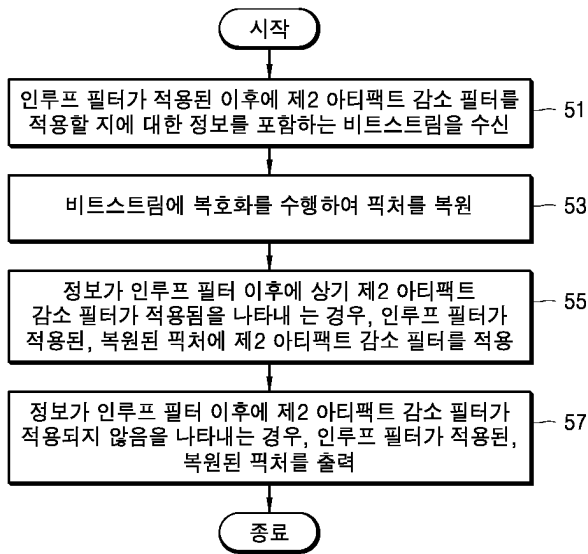 시작
인루프 필터가 적용된 이후에 제2 아티팩트 감소 필터를
적용할 지에 대한 정보를 포함하는 비트스트림을 수신
51
비트스트림에 복호화를 수행하여 픽처를 복원
53
정보가 인루프 필터 이후에 상기 제2 아티팩트
감소 필터가 적용됨을 나타내 는 경우, 인루프 필터가
적용된, 복원된 픽처에 제2 아티팩트 감소 필터를 적용
55
정보가 인루프 필터 이후에 제2 아티팩트 감소 필터가
적용되지 않음을 나타내는 경우, 인루프 필터가 적용된,
복원된 픽처를 출력
57
종료